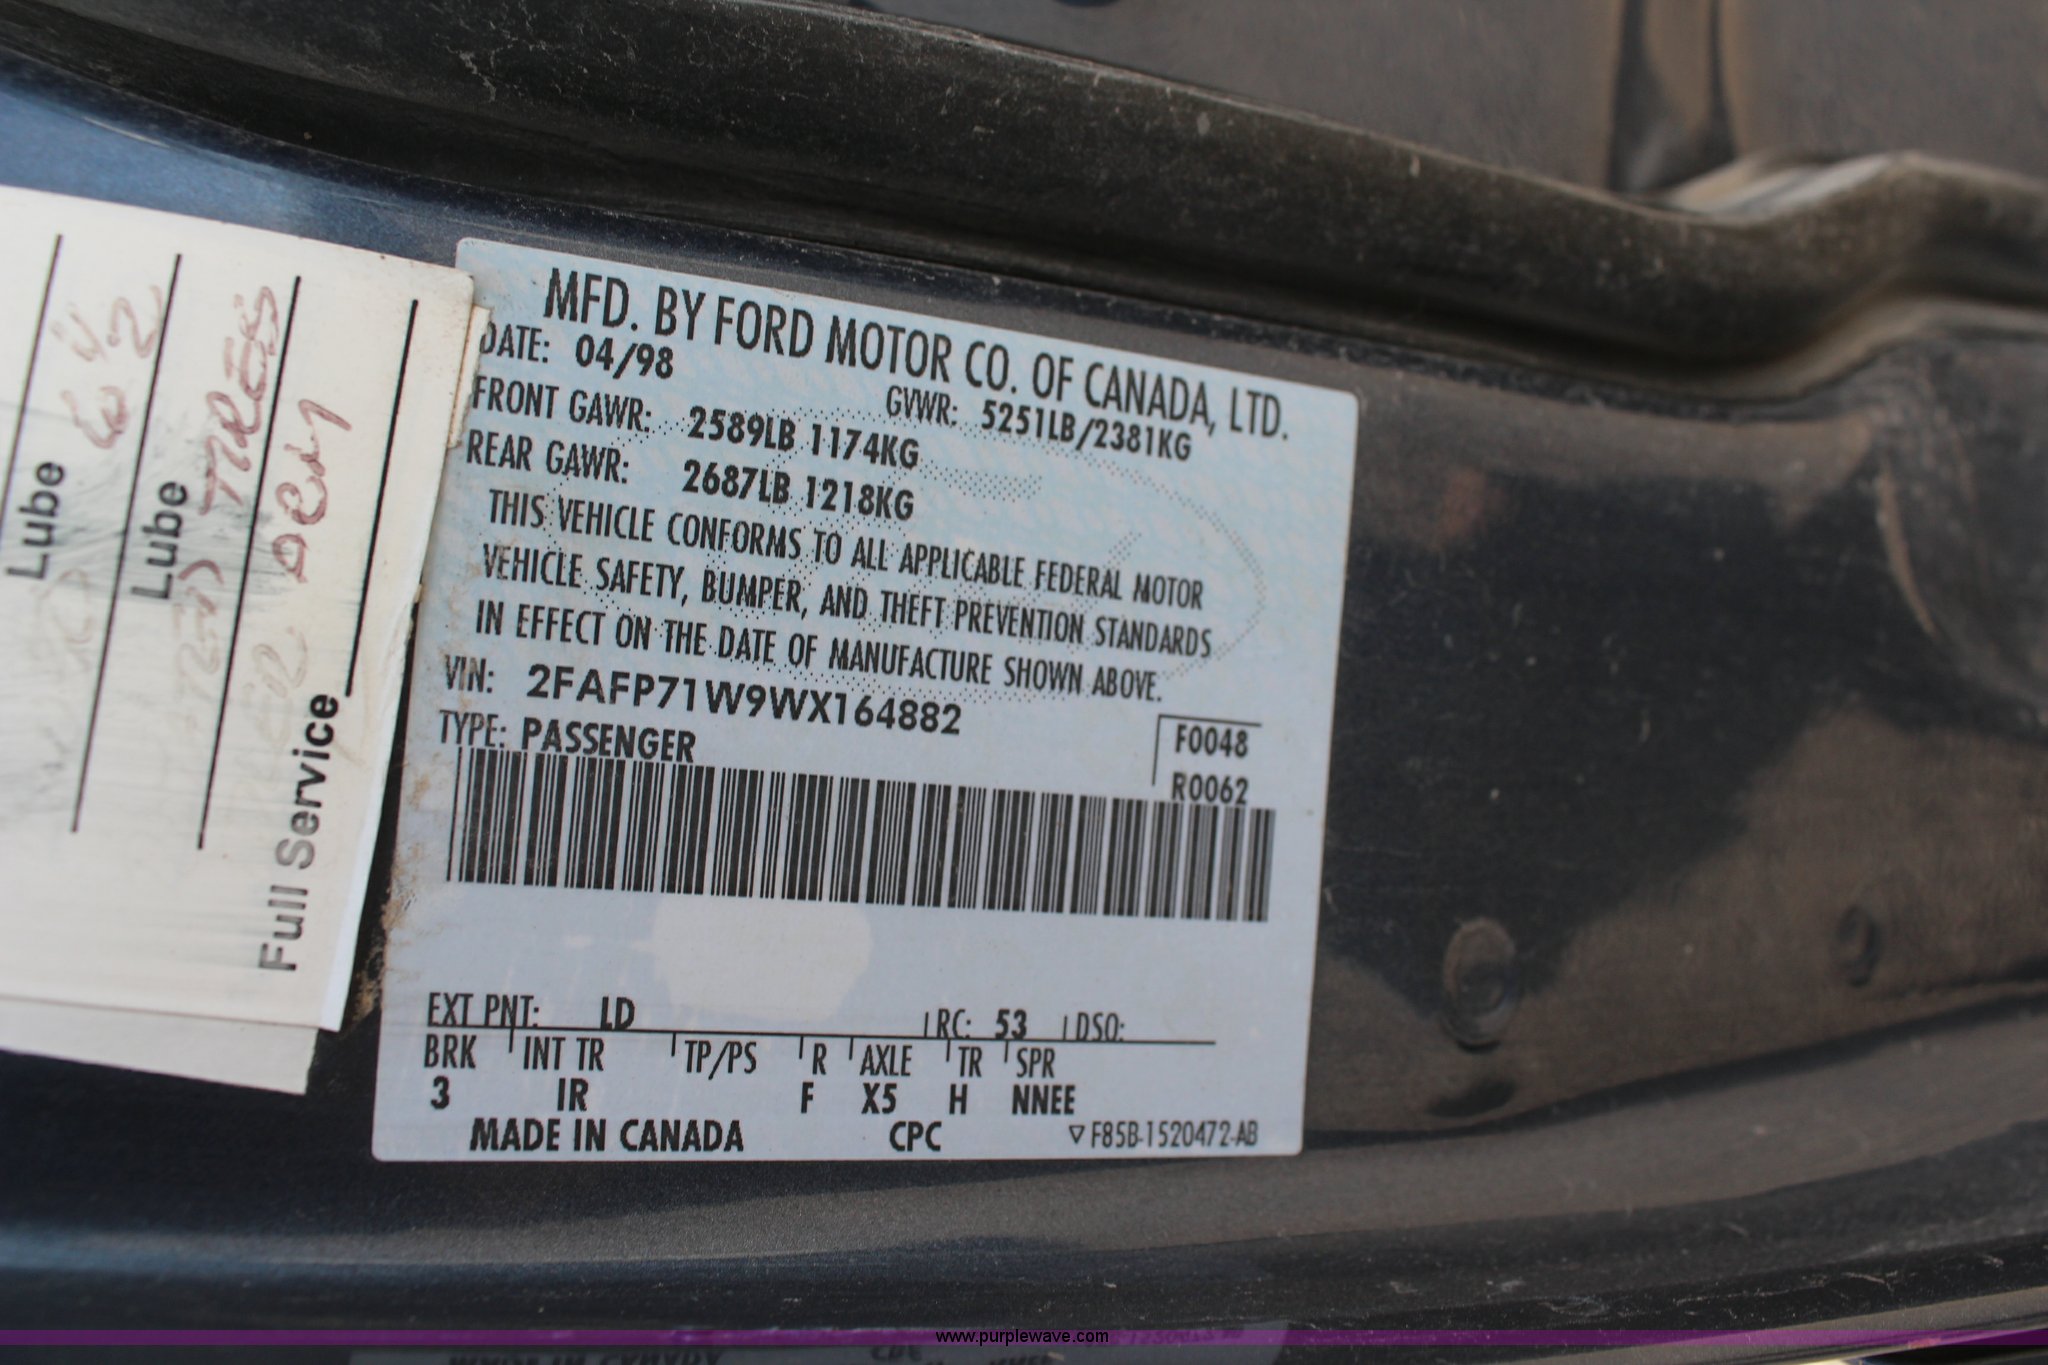 MFD. BY FORD MOTOR CO. OF CANADA, LTD.
DATE: 04/98
GVWR: 5251LB/2381KG
FRONT GAWR: 2589LB 1174KG
REAR GAWR: 2687LB 1218KG
THIS VEHICLE CONFORMS TO ALL APPLICABLE FEDERAL MOTOR
VEHICLE SAFETY, BUMPER, AND THEFT PREVENTION STANDARDS
IN EFFECT ON THE DATE OF MANUFACTURE SHOWN ABOVE.
VIN: 2FAFP71W9WX164882
TYPE: PASSENGER
F0048
R0062
EXT PNT: LD RC: 53 DSO:
BRK INT TR TP/PS R AXLE TR SPR
3 IR F X5 H NNEE
MADE IN CANADA CPC ▽ F85B-1520472-AB
Lube
Lube
Full Service
www.purplewave.com